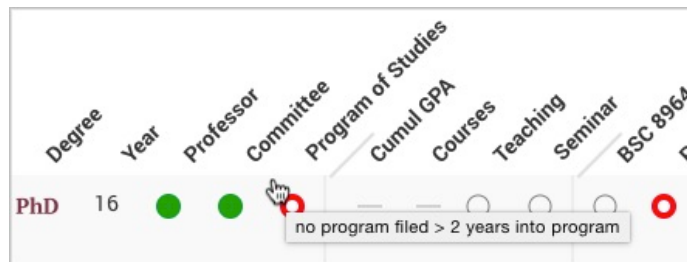 Degree
Year
Professor
Committee
Program of Studies
Cumul GPA
Courses
Teaching
Seminar
BSC 8964
PhD 16
no program filed > 2 years into program